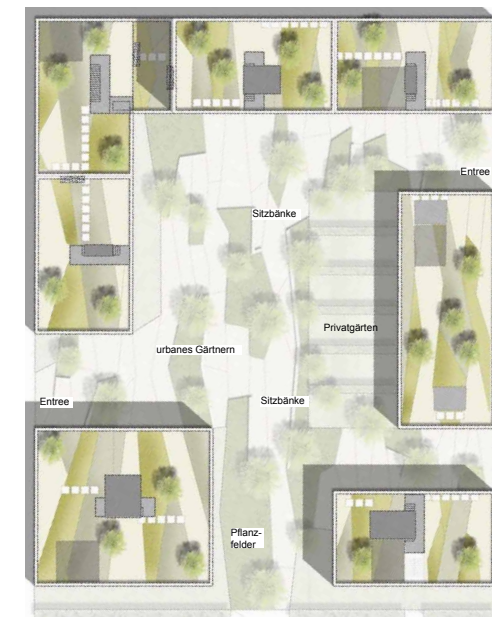 Entree
Sitzbänke
Privatgärten
urbanes Gärtnern
Entree
Sitzbänke
Pflanz-
felder